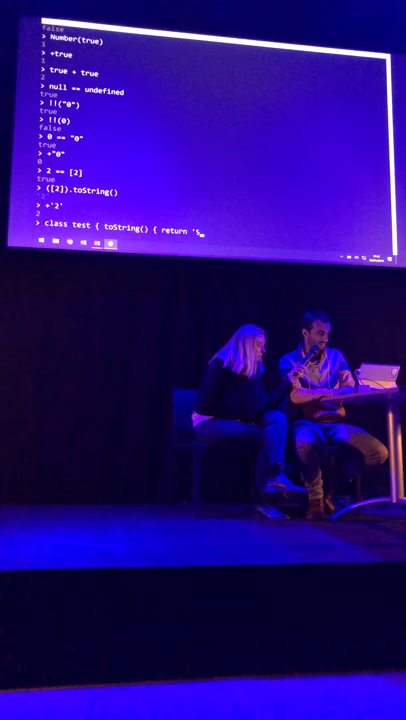 false
> Number(true)
1
> +true
1
> true + true
2
> null == undefined
true
> !!("0")
true
> !!(0)
false
> 0 == "0"
true
> +"0"
0
> 2 == [2]
true
> ([2]).toString()
> +'2'
2
> class test { toString() { return '5